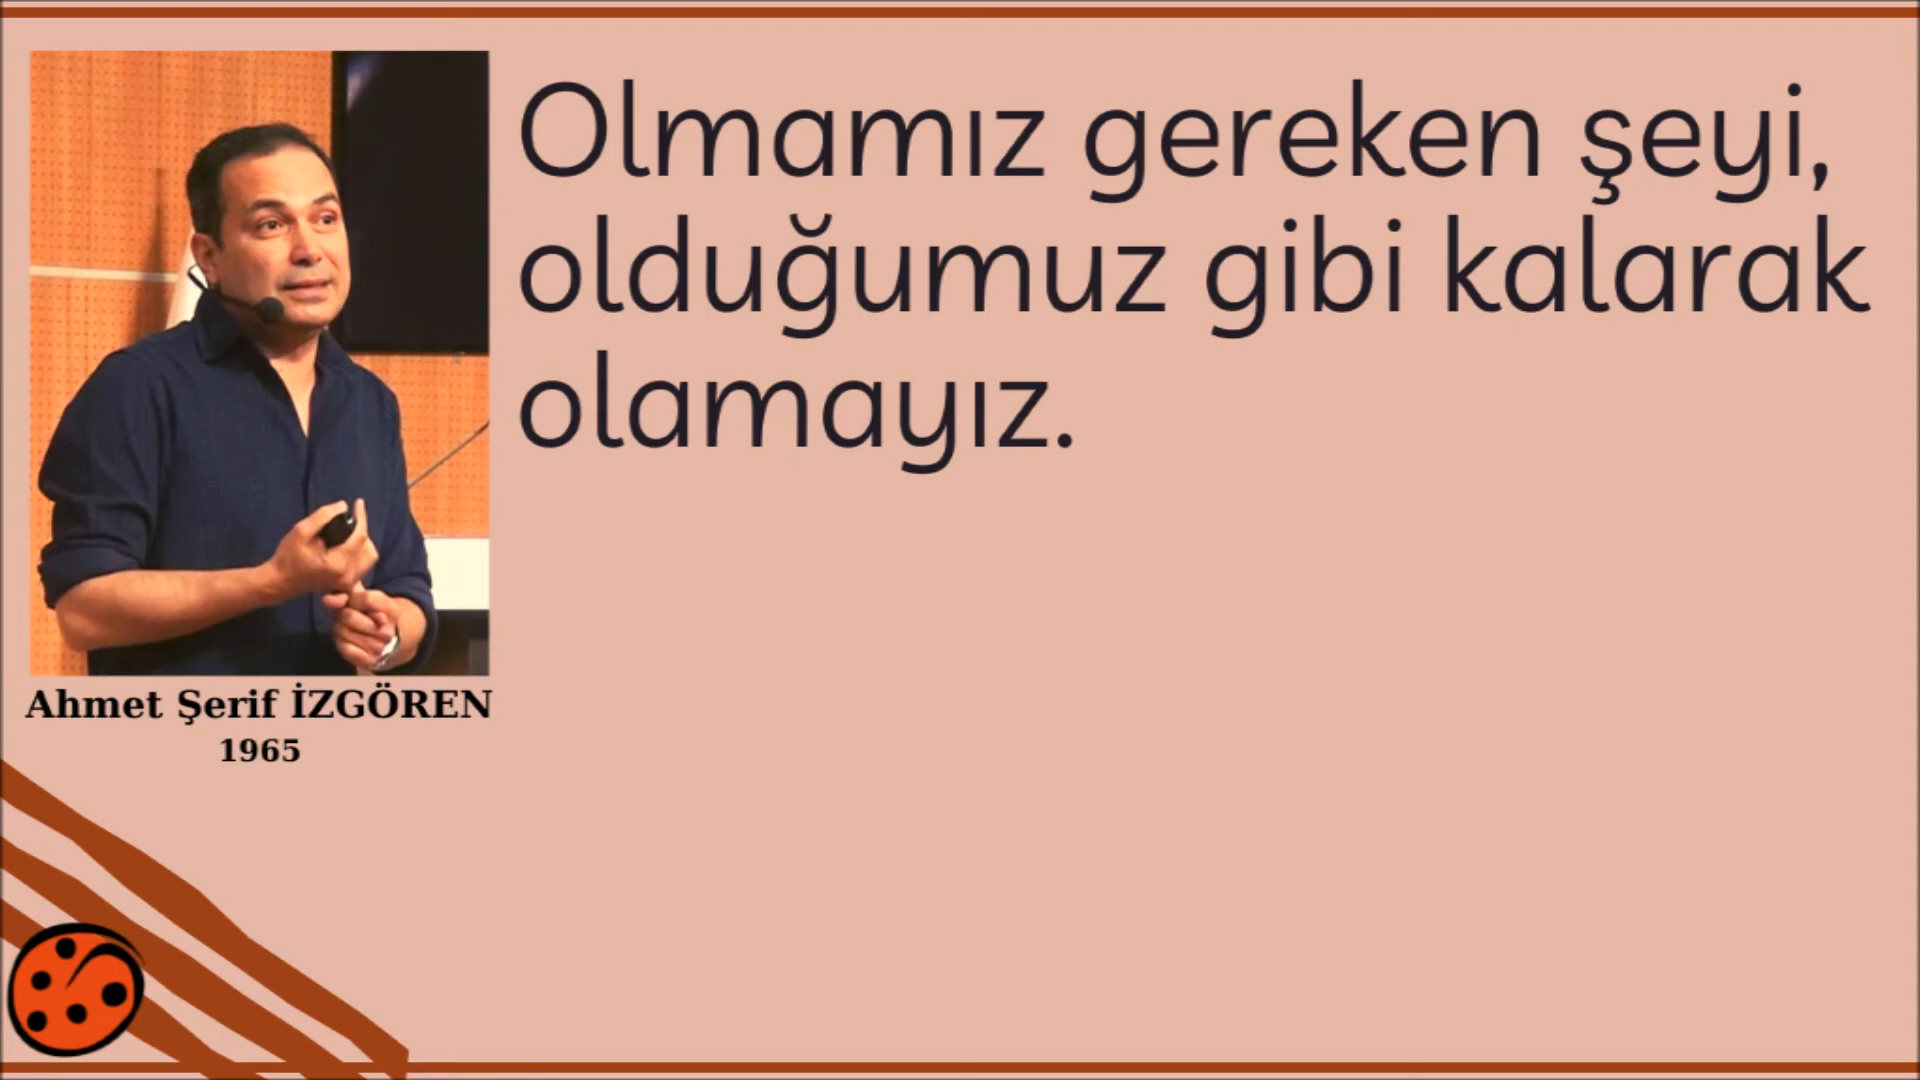 Olmamız gereken şeyi,
olduğumuz gibi kalarak
olamayız.
Ahmet Şerif İZGÖREN
1965